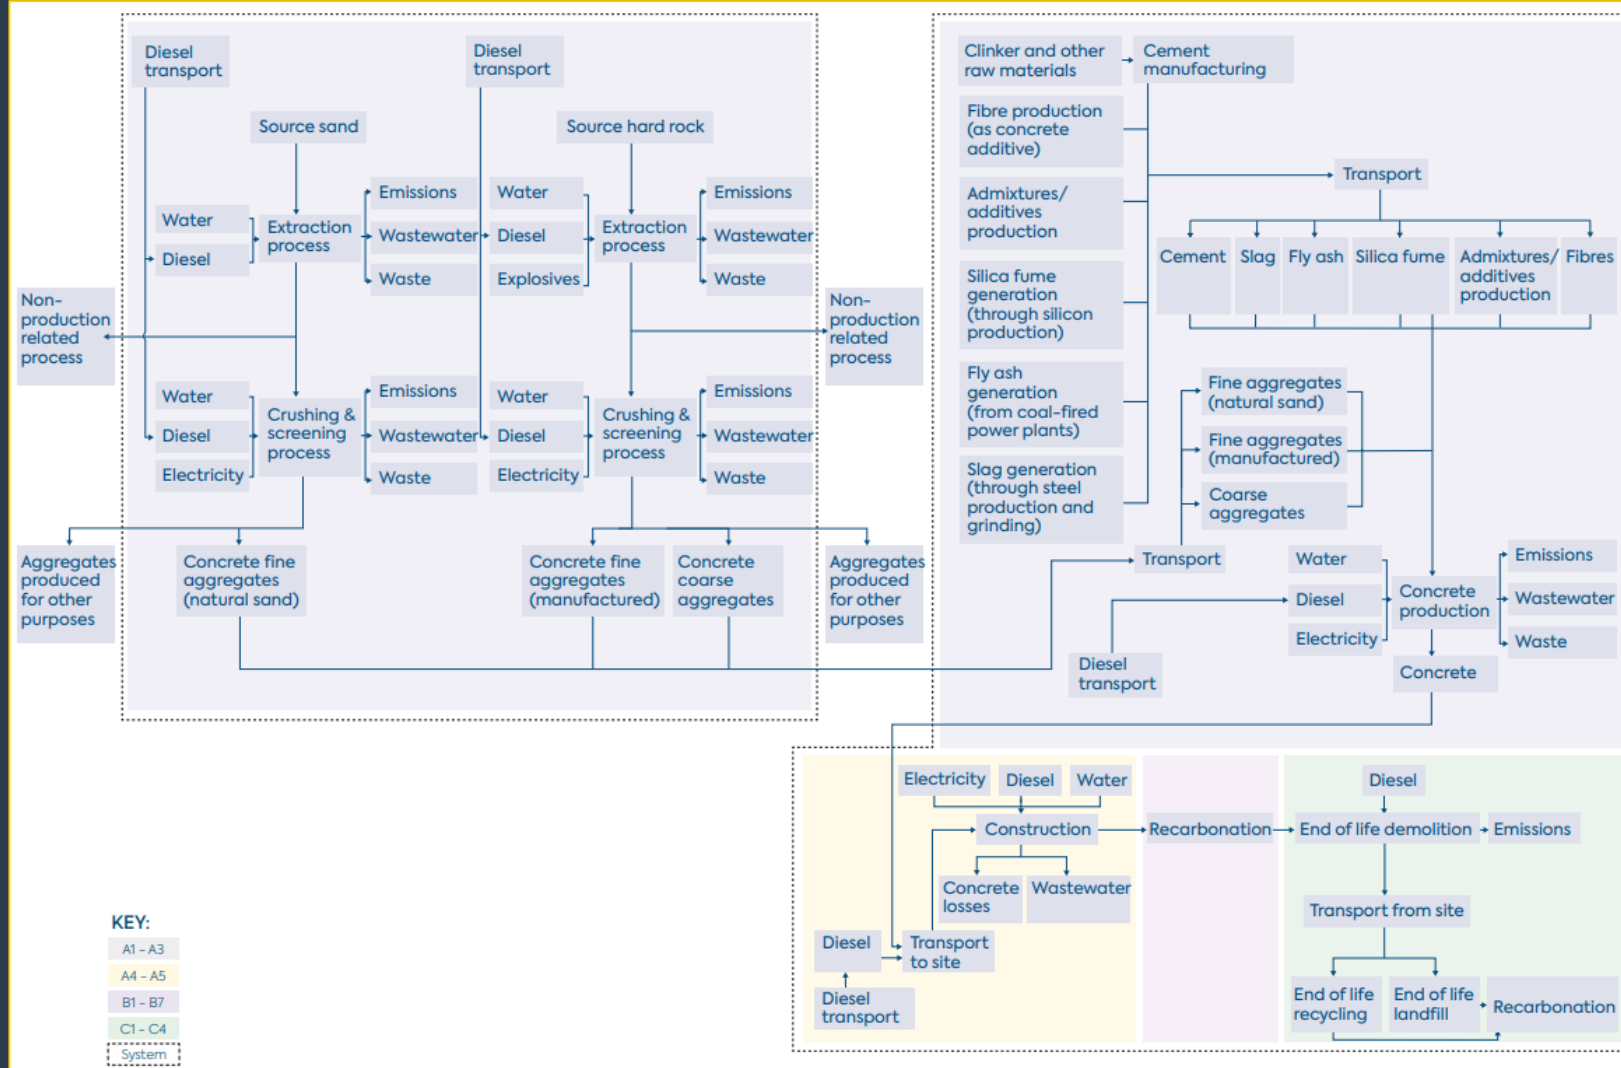 Diesel
transport
Diesel
transport
Source sand
Source hard rock
Water
Diesel
Extraction
process
Emissions
Wastewater
Waste
Water
Diesel
Explosives
Extraction
process
Emissions
Wastewater
Waste
Non-
production
related
process
Non-
production
related
process
Water
Diesel
Electricity
Crushing &
screening
process
Emissions
Wastewater
Waste
Water
Diesel
Electricity
Crushing &
screening
process
Emissions
Wastewater
Waste
Aggregates
produced
for other
purposes
Concrete fine
aggregates
(natural sand)
Concrete fine
aggregates
(manufactured)
Concrete
coarse
aggregates
Aggregates
produced
for other
purposes
Clinker and other
raw materials
Cement
manufacturing
Fibre production
(as concrete
additive)
Admixtures/
additives
production
Silica fume
generation
(through silicon
production)
Fly ash
generation
(from coal-fired
power plants)
Slag generation
(through steel
production and
grinding)
Transport
Cement
Slag
Fly ash
Silica fume
Admixtures/
additives
production
Fibres
Fine aggregates
(natural sand)
Fine aggregates
(manufactured)
Coarse
aggregates
Transport
Water
Diesel
Electricity
Concrete
production
Emissions
Wastewater
Waste
Diesel
transport
Concrete
Electricity
Diesel
Water
Construction
Concrete
losses
Wastewater
Diesel
Transport
to site
Diesel
transport
Recarbonation
Diesel
End of life demolition
Emissions
Transport from site
End of life
recycling
End of life
landfill
Recarbonation
KEY:
A1 - A3
A4 - A5
B1 - B7
C1 - C4
System